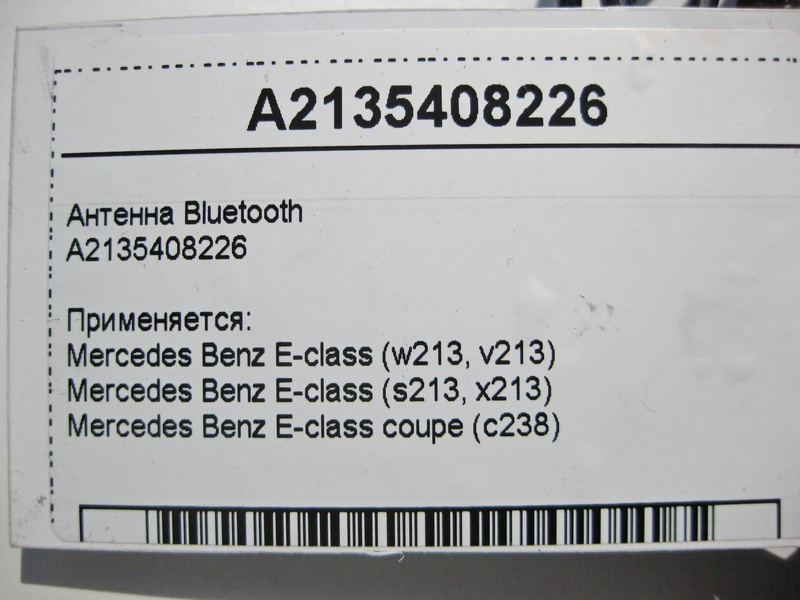 A2135408226
Антенна Bluetooth
A2135408226
Применяется:
Mercedes Benz E-class (w213, v213)
Mercedes Benz E-class (s213, x213)
Mercedes Benz E-class coupe (c238)